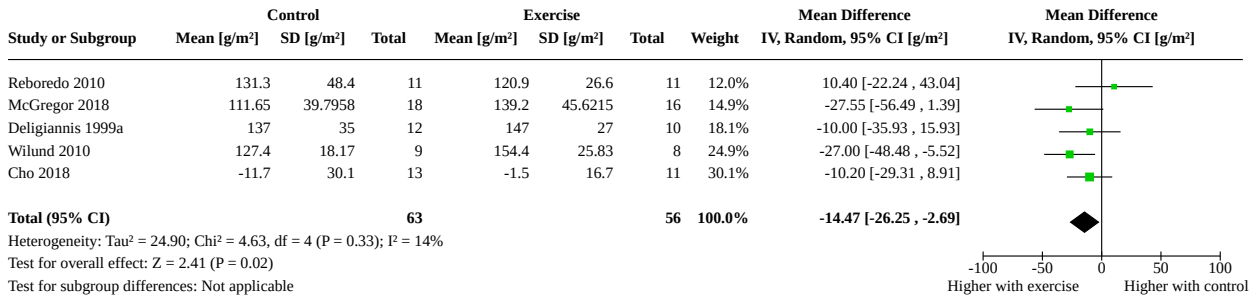 Control Exercise Mean Difference Mean Difference
Study or Subgroup Mean [g/m²] SD [g/m²] Total Mean [g/m²] SD [g/m²] Total Weight IV, Random, 95% CI [g/m²] IV, Random, 95% CI [g/m²]
Reboredo 2010 131.3 48.4 11 120.9 26.6 11 12.0% 10.40 [-22.24 , 43.04]
McGregor 2018 111.65 39.7958 18 139.2 45.6215 16 14.9% -27.55 [-56.49 , 1.39]
Deligiannis 1999a 137 35 12 147 27 10 18.1% -10.00 [-35.93 , 15.93]
Wilund 2010 127.4 18.17 9 154.4 25.83 8 24.9% -27.00 [-48.48 , -5.52]
Cho 2018 -11.7 30.1 13 -1.5 16.7 11 30.1% -10.20 [-29.31 , 8.91]
Total (95% CI) 63 56 100.0% -14.47 [-26.25 , -2.69]
Heterogeneity: Tau² = 24.90; Chi² = 4.63, df = 4 (P = 0.33); I² = 14%
Test for overall effect: Z = 2.41 (P = 0.02)
-100 -50 0 50 100
Test for subgroup differences: Not applicable
Higher with exercise Higher with control